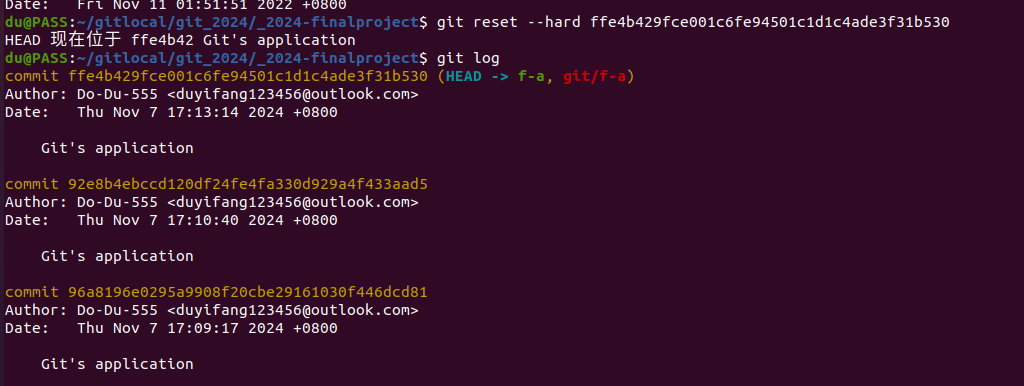 Date:   Fri Nov 11 01:51:51 2022 +0800
du@PASS:~/gitlocal/git_2024/_2024-finalproject$ git reset --hard ffe4b429fce001c6fe94501c1d1c4ade3f31b530
HEAD 现在位于 ffe4b42 Git's application
du@PASS:~/gitlocal/git_2024/_2024-finalproject$ git log
commit ffe4b429fce001c6fe94501c1d1c4ade3f31b530 (HEAD -> f-a, git/f-a)
Author: Do-Du-555 <duyifang123456@outlook.com>
Date:   Thu Nov 7 17:13:14 2024 +0800
Git's application
commit 92e8b4ebccd120df24fe4fa330d929a4f433aad5
Author: Do-Du-555 <duyifang123456@outlook.com>
Date:   Thu Nov 7 17:10:40 2024 +0800
Git's application
commit 96a8196e0295a9908f20cbe29161030f446dcd81
Author: Do-Du-555 <duyifang123456@outlook.com>
Date:   Thu Nov 7 17:09:17 2024 +0800
Git's application